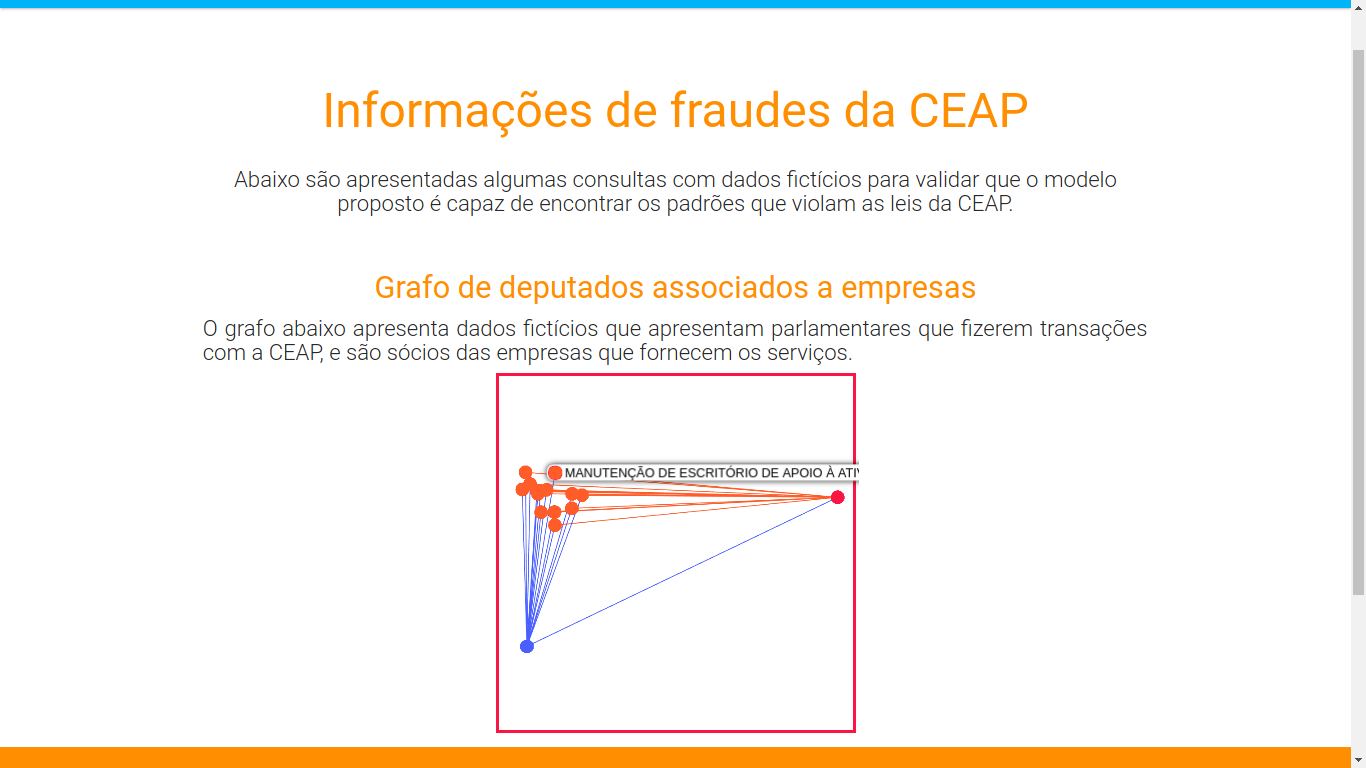 Informações de fraudes da CEAP
Abaixo são apresentadas algumas consultas com dados fictícios para validar que o modelo
proposto é capaz de encontrar os padrões que violam as leis da CEAP.
Grafo de deputados associados a empresas
O grafo abaixo apresenta dados fictícios que apresentam parlamentares que fizerem transações
com a CEAP, e são sócios das empresas que fornecem os serviços.
MANUTENÇÃO DE ESCRITÓRIO DE APOIO À